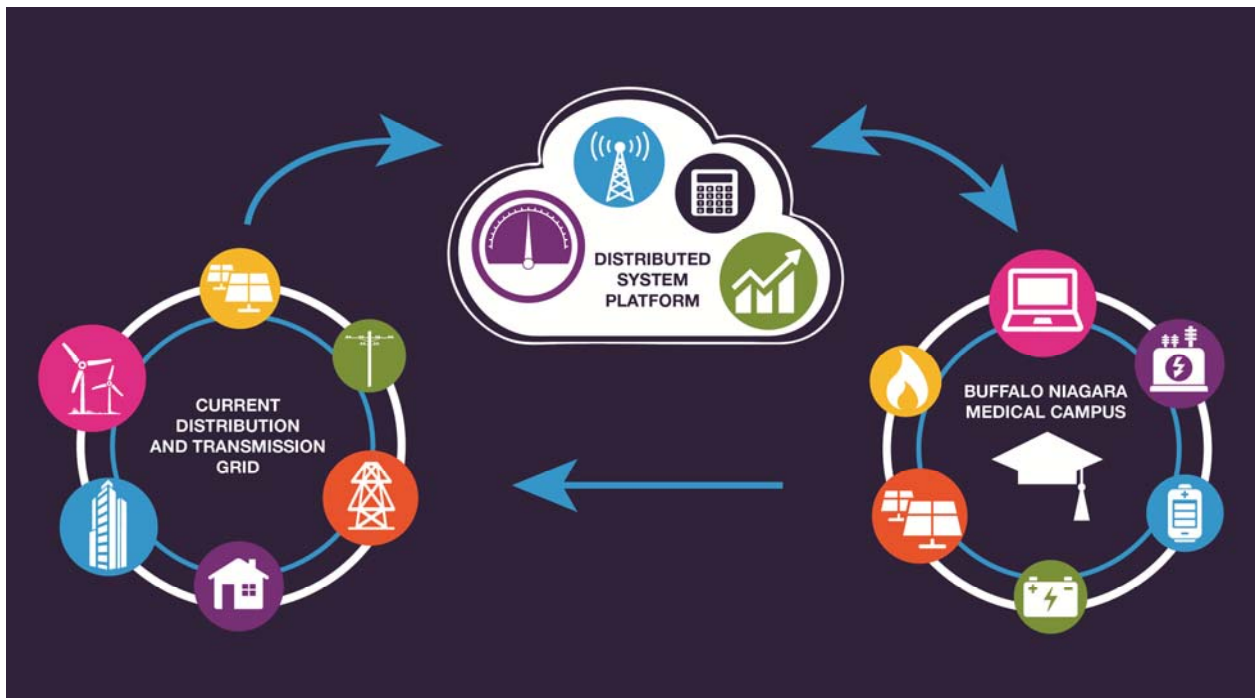 DISTRIBUTED
SYSTEM
PLATFORM
CURRENT
DISTRIBUTION
AND TRANSMISSION
GRID
BUFFALO NIAGARA
MEDICAL CAMPUS